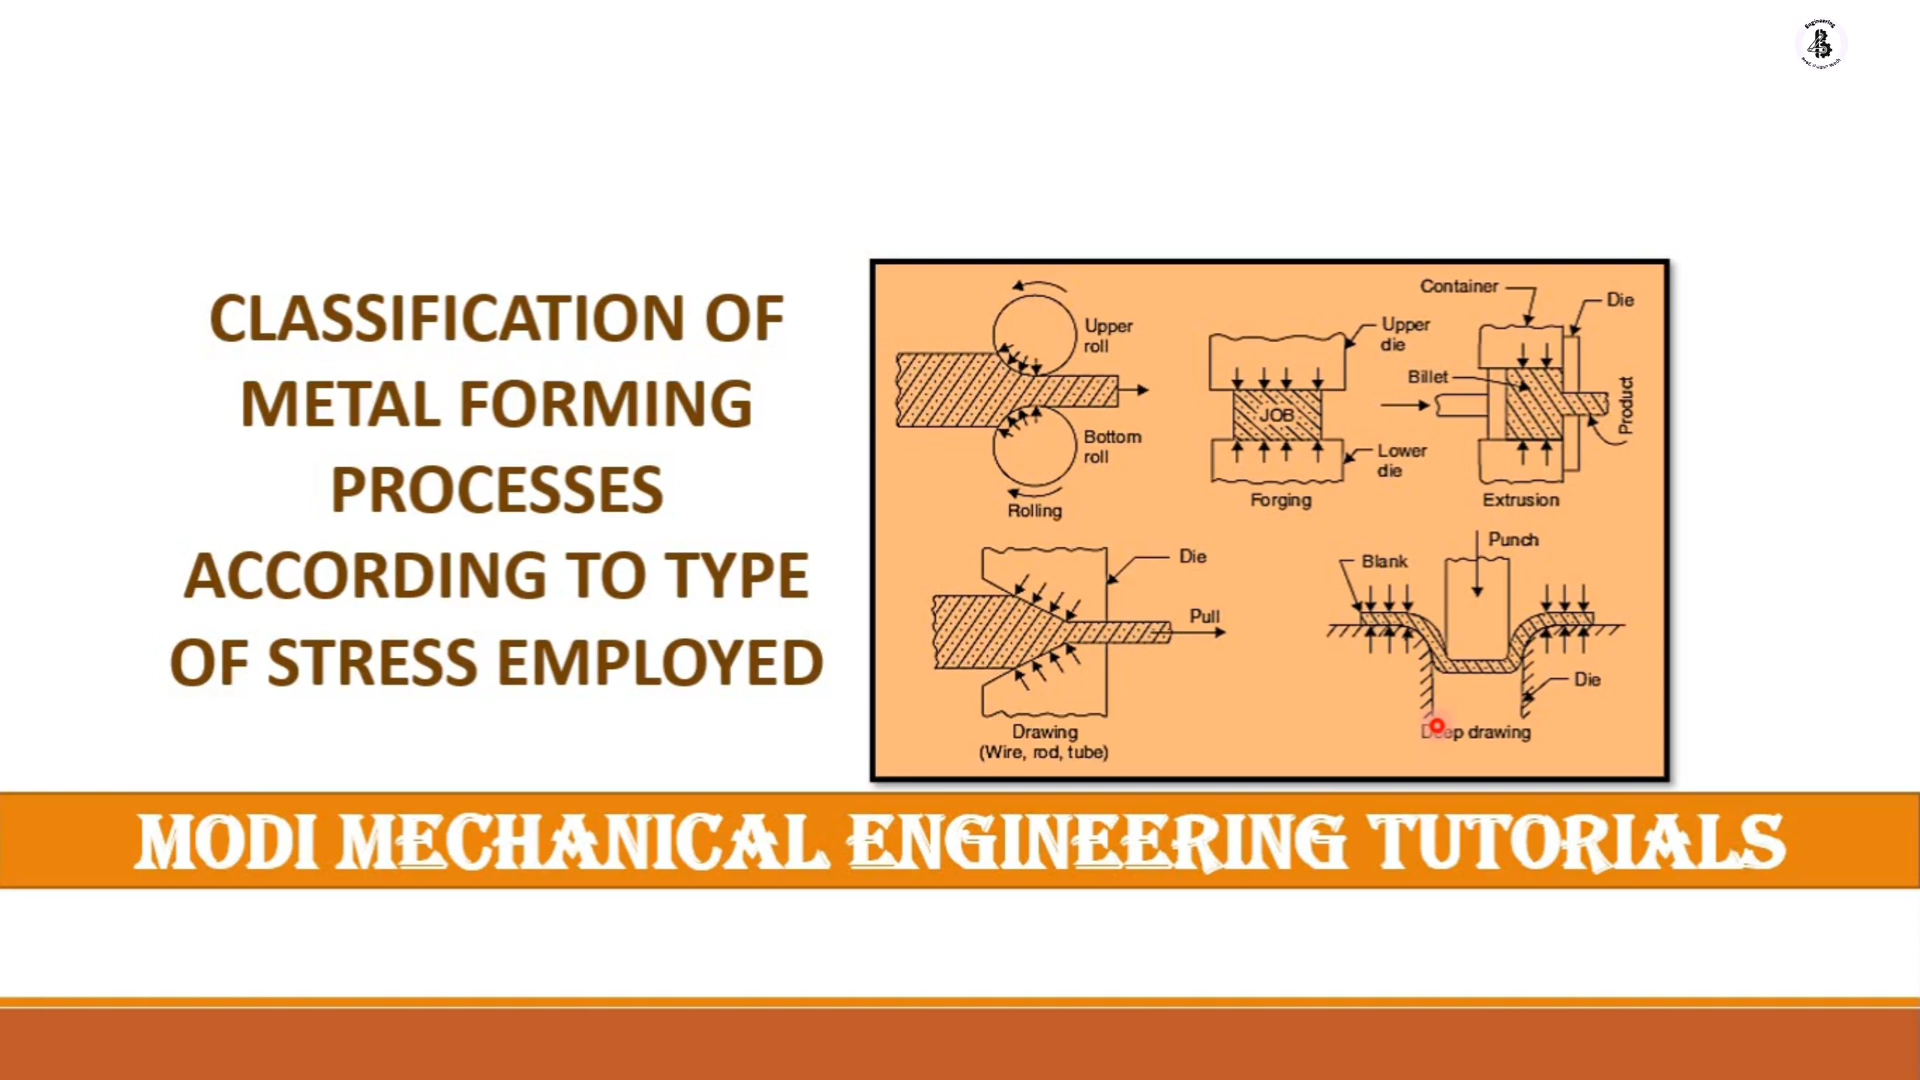 Engineering
CLASSIFICATION OF
METAL FORMING
PROCESSES
ACCORDING TO TYPE
OF STRESS EMPLOYED
Upper
roll
Bottom
roll
Rolling
Upper
die
JOB
Lower
die
Forging
Container
Die
Billet
Product
Extrusion
Die
Pull
Drawing
(Wire, rod, tube)
Punch
Blank
Die
Deep drawing
MODI MECHANICAL ENGINEERING TUTORIALS